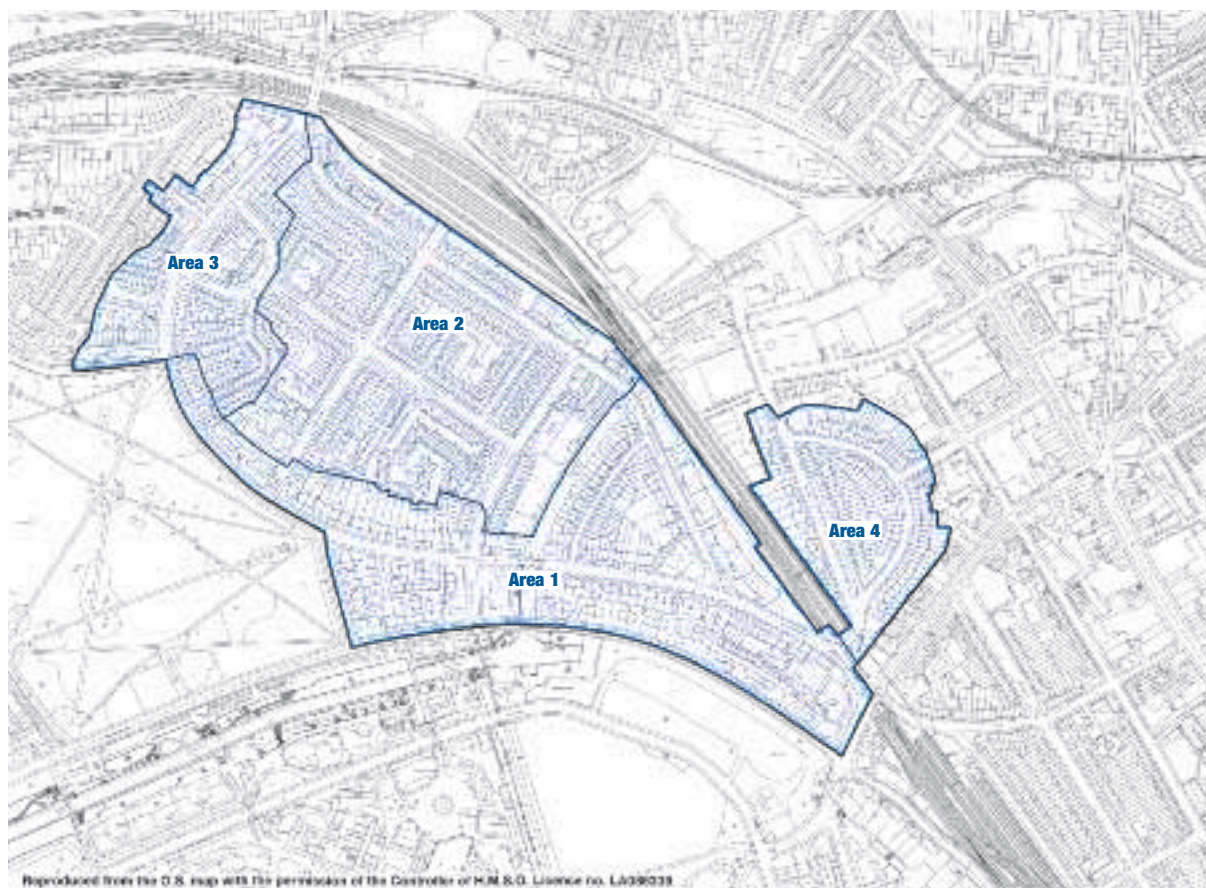 Area 3
Area 2
Area 4
Area 1
Reproduced from the O.S. map with the permission of the Controller of H.M.S.O. Licence no.